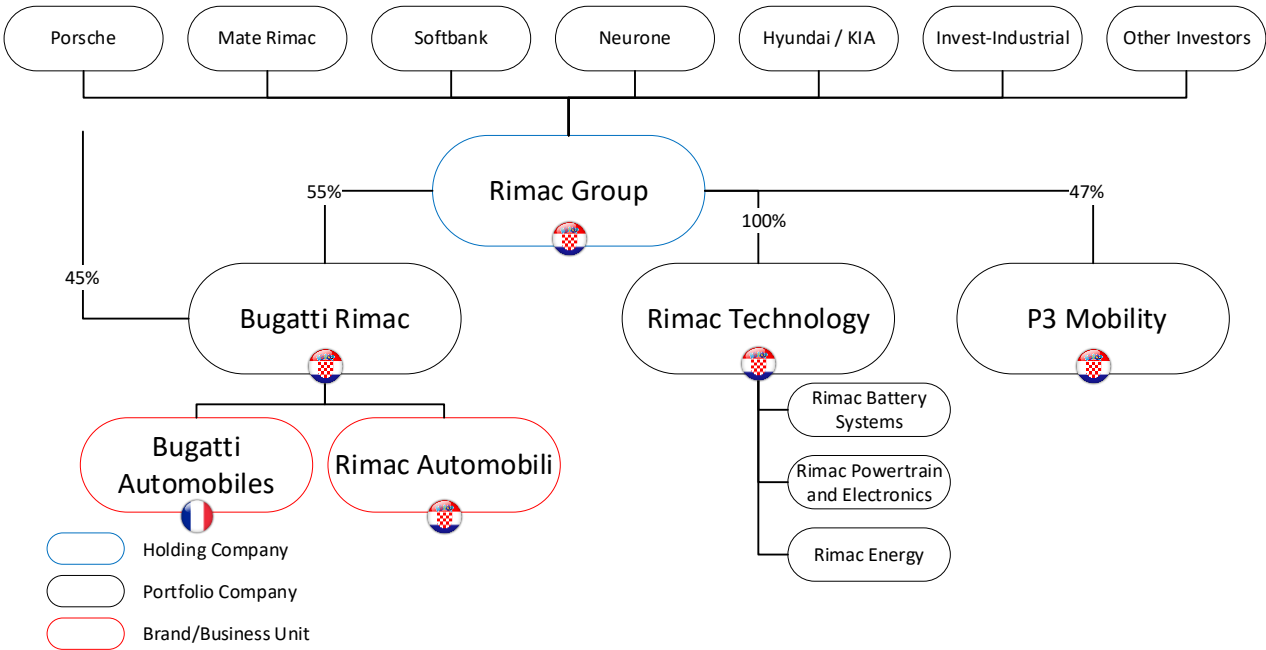 Porsche
Mate Rimac
Softbank
Neurone
Hyundai / KIA
Invest-Industrial
Other Investors
Rimac Group
55%
100%
47%
45%
Bugatti Rimac
Rimac Technology
P3 Mobility
Rimac Battery
Systems
Bugatti
Automobiles
Rimac Automobili
Rimac Powertrain
and Electronics
Rimac Energy
Holding Company
Portfolio Company
Brand/Business Unit